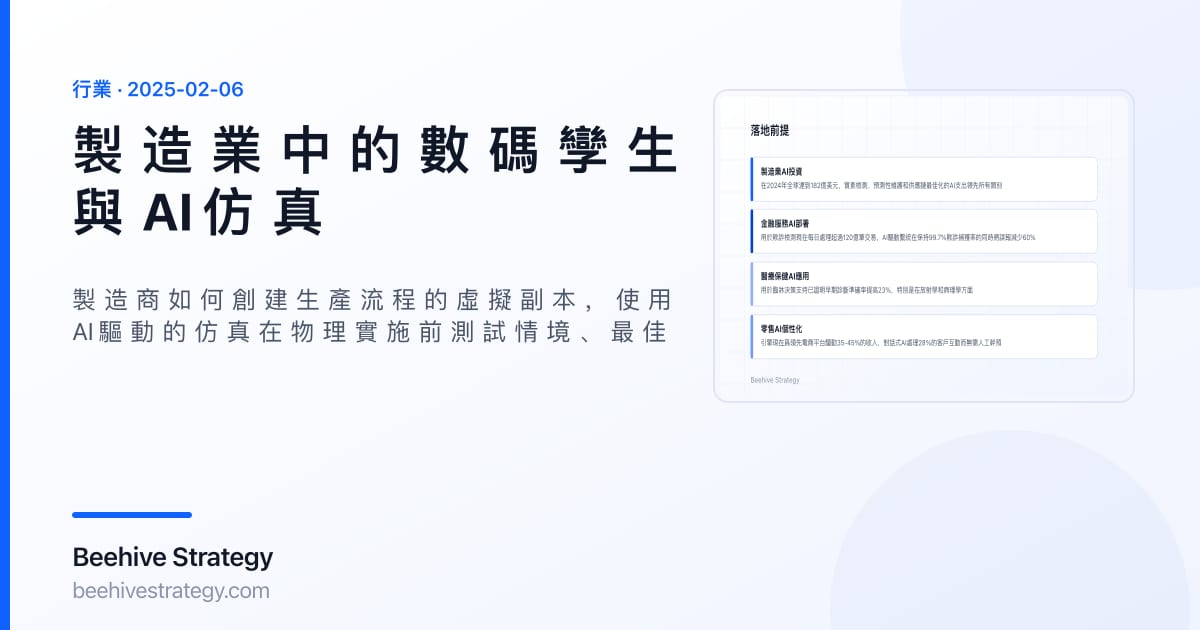 行業 · 2025-02-06
製造業中的數碼孿生
與 AI仿真
製造商如何創建生產流程的虛擬副本，使用
AI驅動的仿真在物理實施前測試情境、最佳
Beehive Strategy
beehivestrategy.com
落地前提
製造業AI投資
在2024年全球達到182億美元，質素檢測、預測性維護和供應鏈最佳化的AI支出領先所有類別
金融服務AI部署
用於欺詐檢測現在每日處理超過120億筆交易，AI驅動繫統在保持99.7%欺詐捕獲率的同時將誤報減少60%
醫療保健AI應用
用於臨牀決策支持已證明早期診斷準確率提高23%，特別是在放射學和病理學方面
零售AI個性化
引擎現在爲領先電商平台驅動35-45%的收入，對話式AI處理28%的客戶互動而無需人工幹預
Beehive Strategy